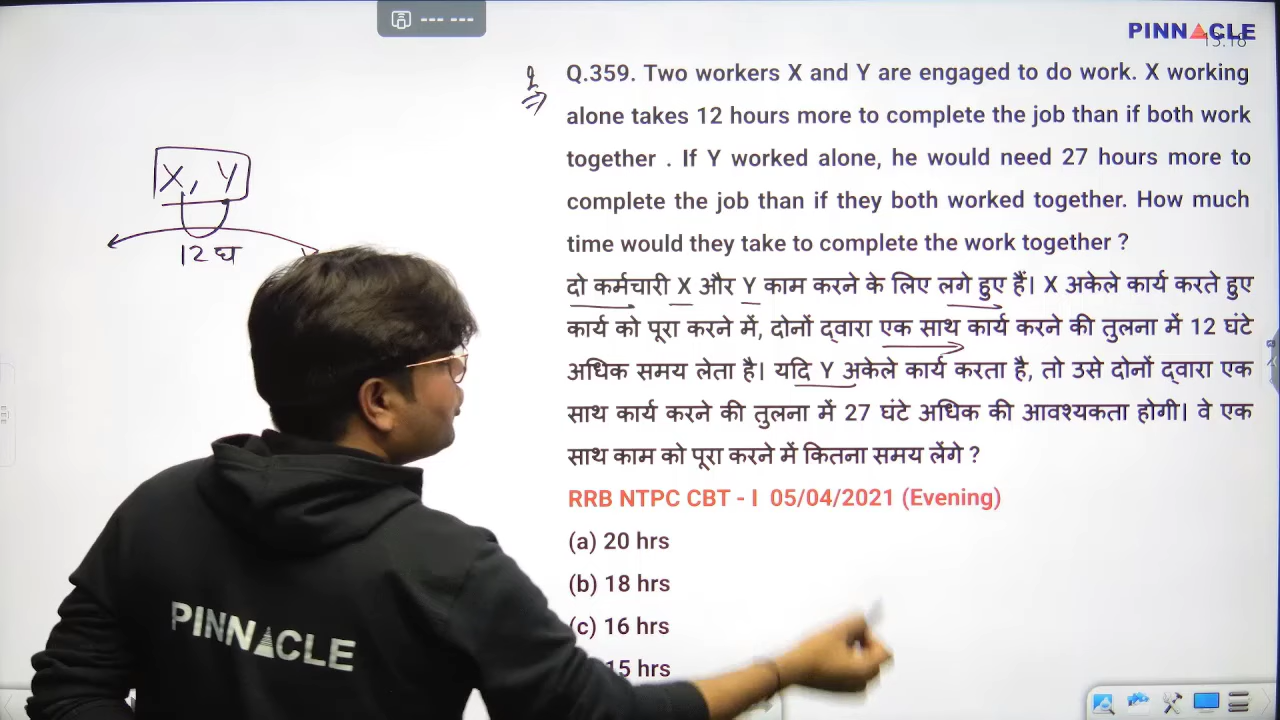 --- ---
PINNACLE
13:18
Q.359. Two workers X and Y are engaged to do work. X working
alone takes 12 hours more to complete the job than if both work
together . If Y worked alone, he would need 27 hours more to
complete the job than if they both worked together. How much
time would they take to complete the work together ?
X, Y
12 घ
दो कर्मचारी X और Y काम करने के लिए लगे हुए हैं। X अकेले कार्य करते हुए
कार्य को पूरा करने में, दोनों द्वारा एक साथ कार्य करने की तुलना में 12 घंटे
अधिक समय लेता है। यदि Y अकेले कार्य करता है, तो उसे दोनों द्वारा एक
साथ कार्य करने की तुलना में 27 घंटे अधिक की आवश्यकता होगी। वे एक
साथ काम को पूरा करने में कितना समय लेंगे ?
RRB NTPC CBT - I 05/04/2021 (Evening)
(a) 20 hrs
(b) 18 hrs
(c) 16 hrs
15 hrs
PINNACLE